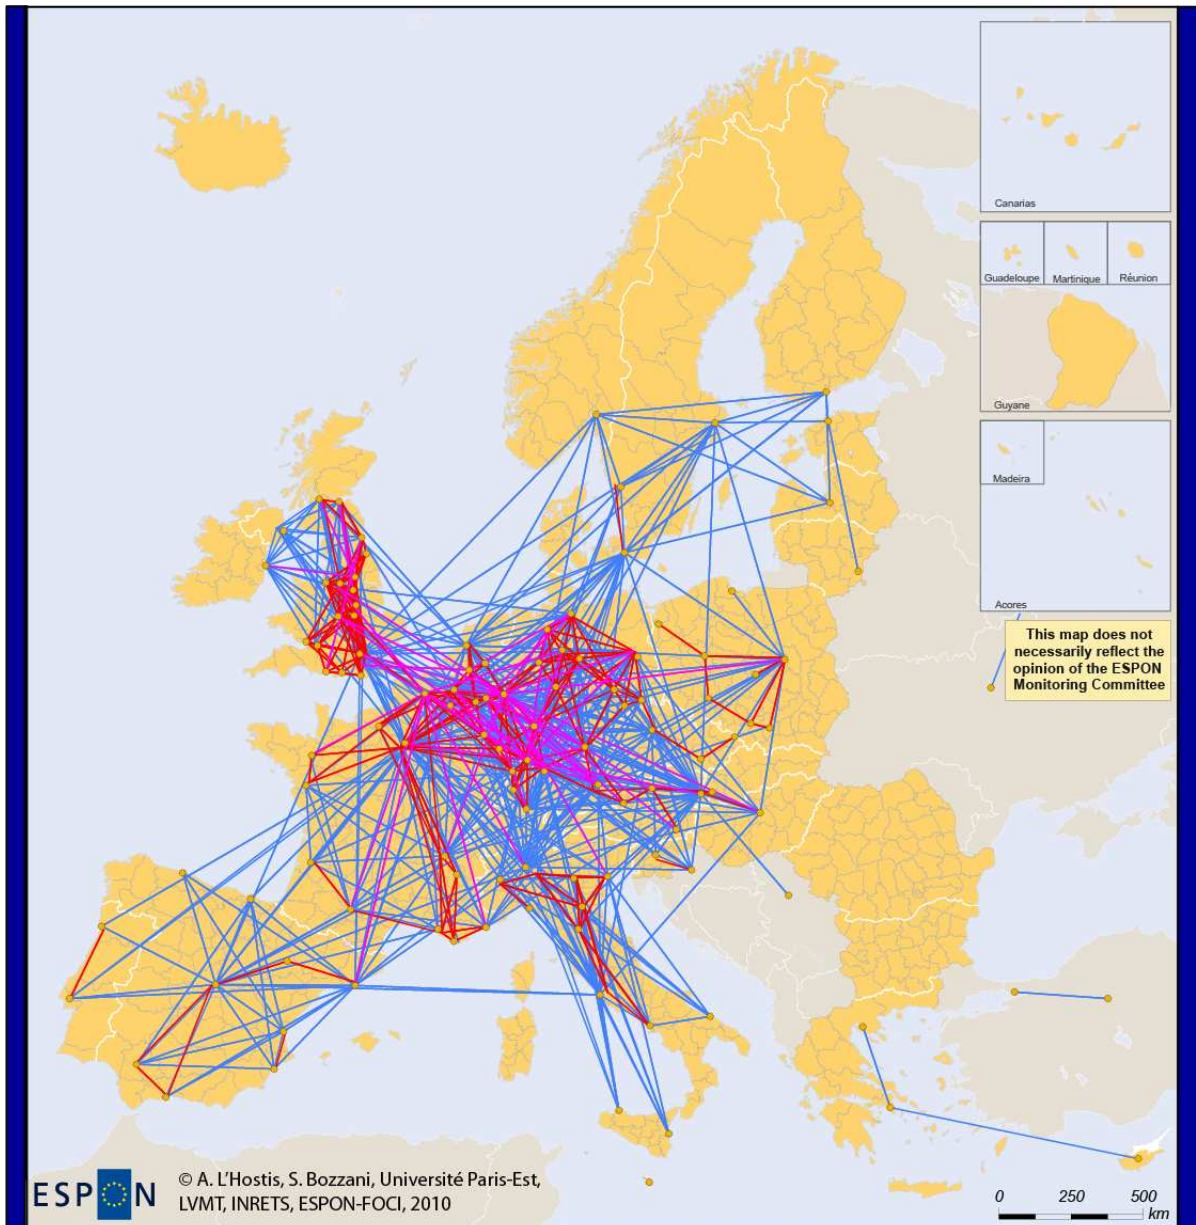 Canarias
Guadeloupe
Martinique
Réunion
Guyane
Madeira
Acores
This map does not
necessarily reflect the
opinion of the ESPON
Monitoring Committee
ESPON
© A. L'Hostis, S. Bozzani, Université Paris-Est,
LVMT, INRETS, ESPON-FOCI, 2010
0 250 500
km